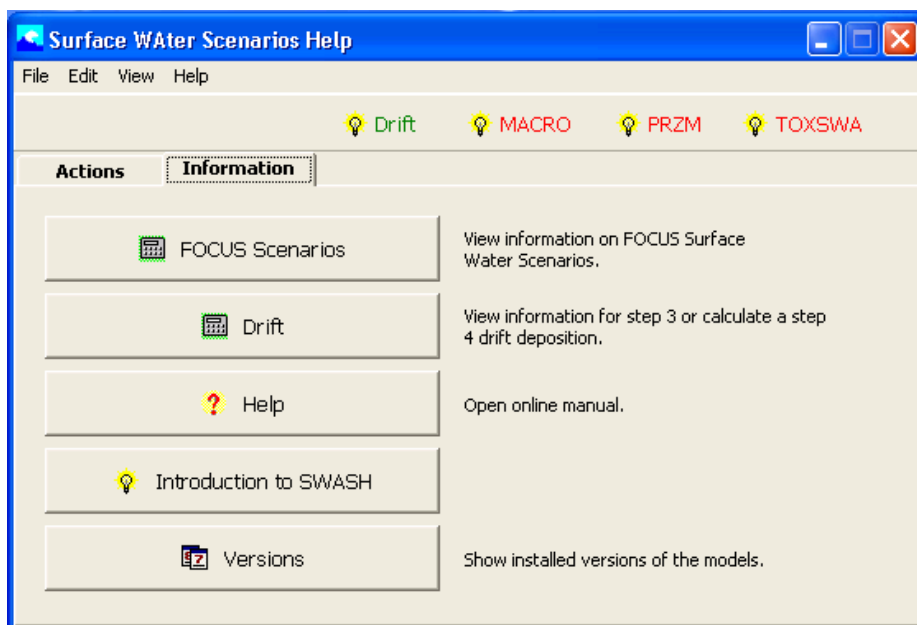 Surface WAter Scenarios Help
File Edit View Help
Drift MACRO PRZM TOXSWA
Actions Information
FOCUS Scenarios
View information on FOCUS Surface
Water Scenarios.
Drift
View information for step 3 or calculate a step
4 drift deposition.
? Help
Open online manual.
Introduction to SWASH
Versions
Show installed versions of the models.